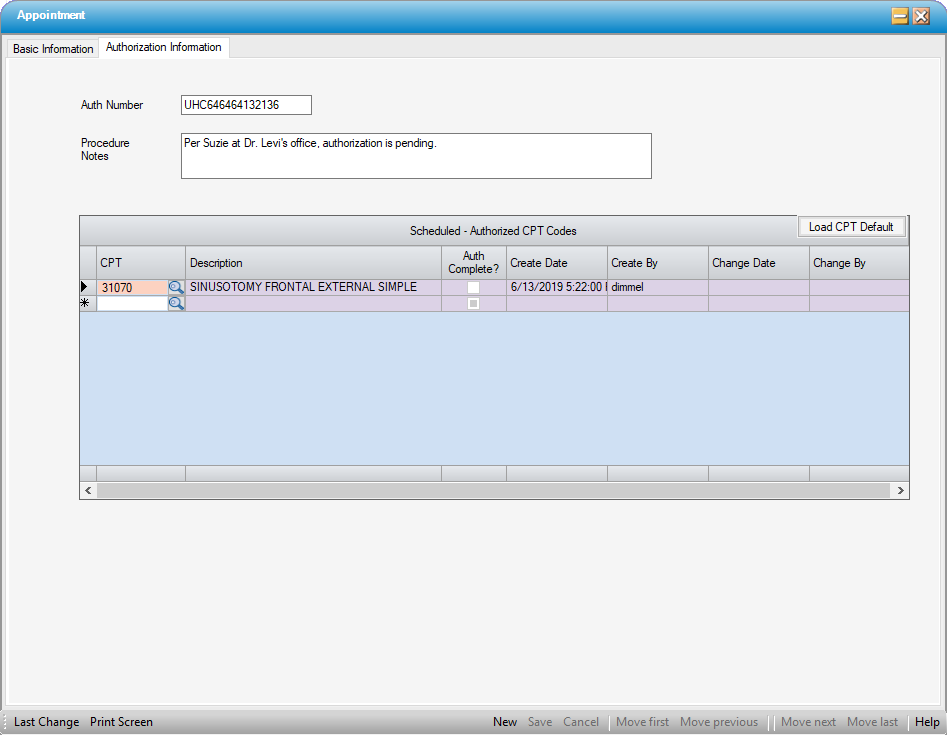 Appointment
Basic Information
Authorization Information
Auth Number
UHC646464132136
Procedure
Notes
Per Suzie at Dr. Levi's office, authorization is pending.
Scheduled - Authorized CPT Codes
Load CPT Default
CPT
Description
Auth
Complete?
Create Date
Create By
Change Date
Change By
31070
SINUSOTOMY FRONTAL EXTERNAL SIMPLE
6/13/2019 5:22:00
dimmel
Last Change
Print Screen
New
Save
Cancel
Move first
Move previous
Move next
Move last
Help